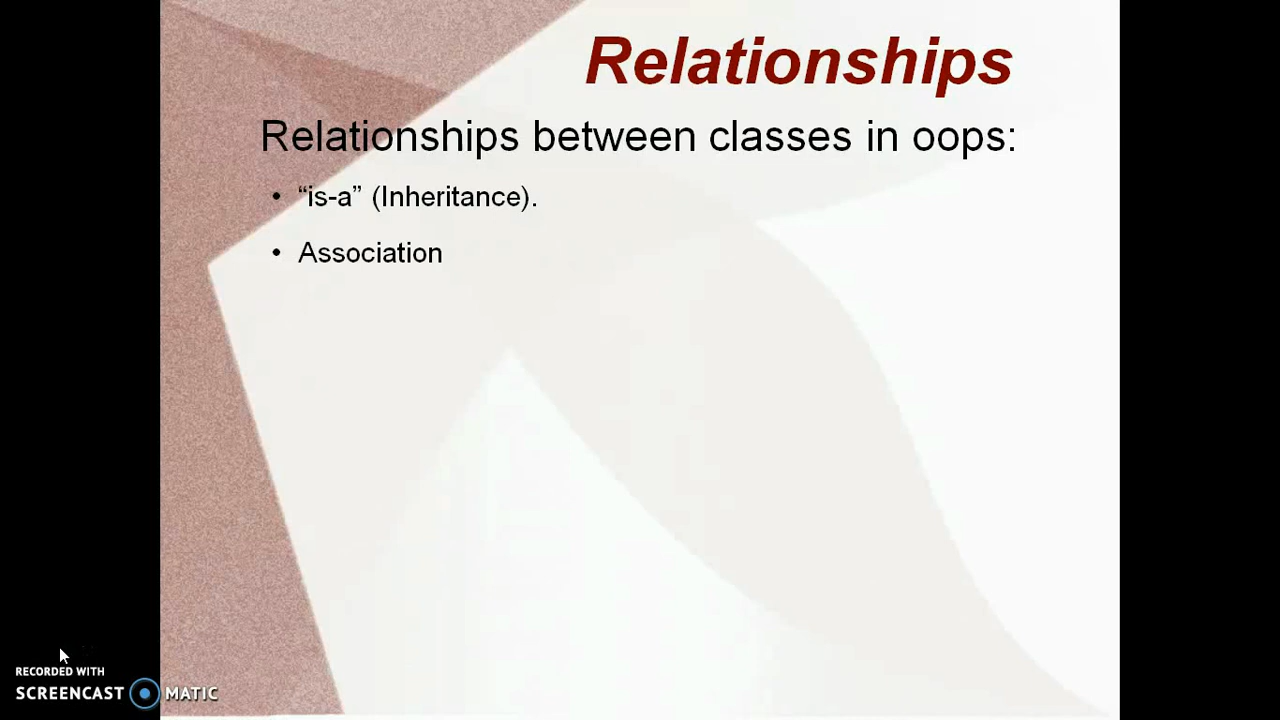 Relationships
Relationships between classes in oops:
• “is-a” (Inheritance).
• Association
RECORDED WITH
SCREENCAST MATIC